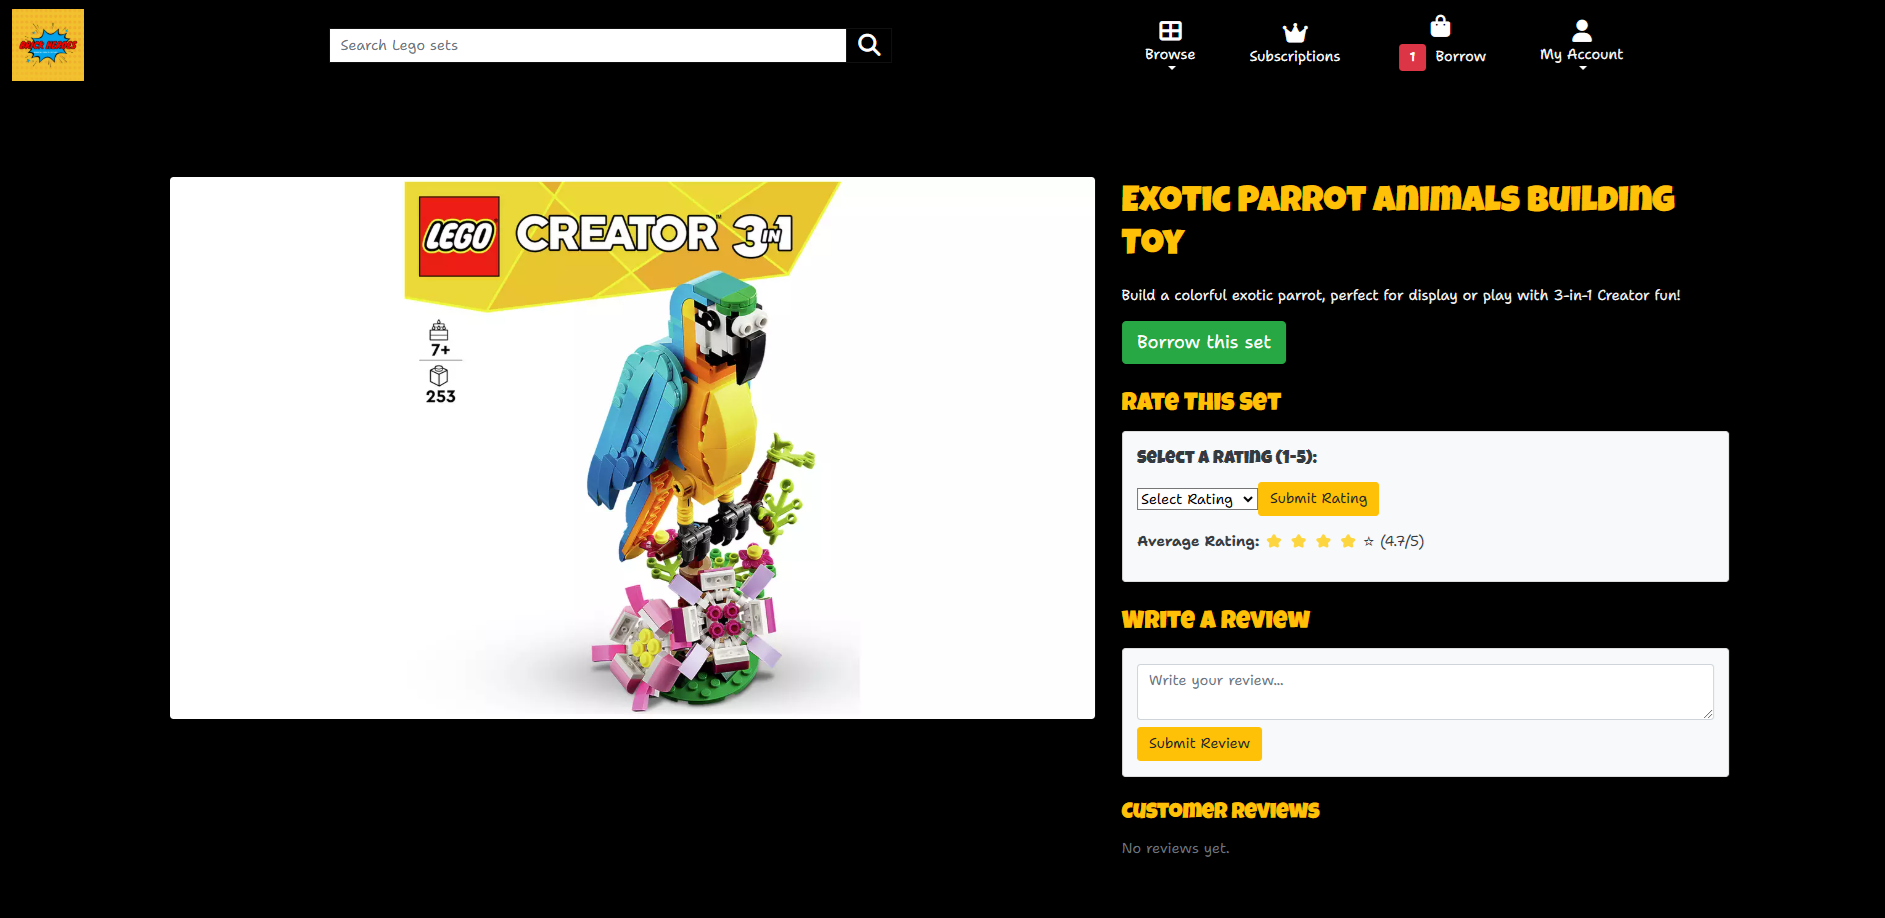 BRICK HEROES
Search Lego sets
Browse
Subscriptions
1 Borrow
My Account
LEGO CREATOR™ 3IN1
7+
253
Exotic Parrot Animals Building
Toy
Build a colorful exotic parrot, perfect for display or play with 3-in-1 Creator fun!
Borrow this set
Rate this set
Select a rating (1-5):
Select Rating Submit Rating
Average Rating: ★ ★ ★ ★ ☆ (4.7/5)
Write a Review
Write your review...
Submit Review
Customer Reviews
No reviews yet.